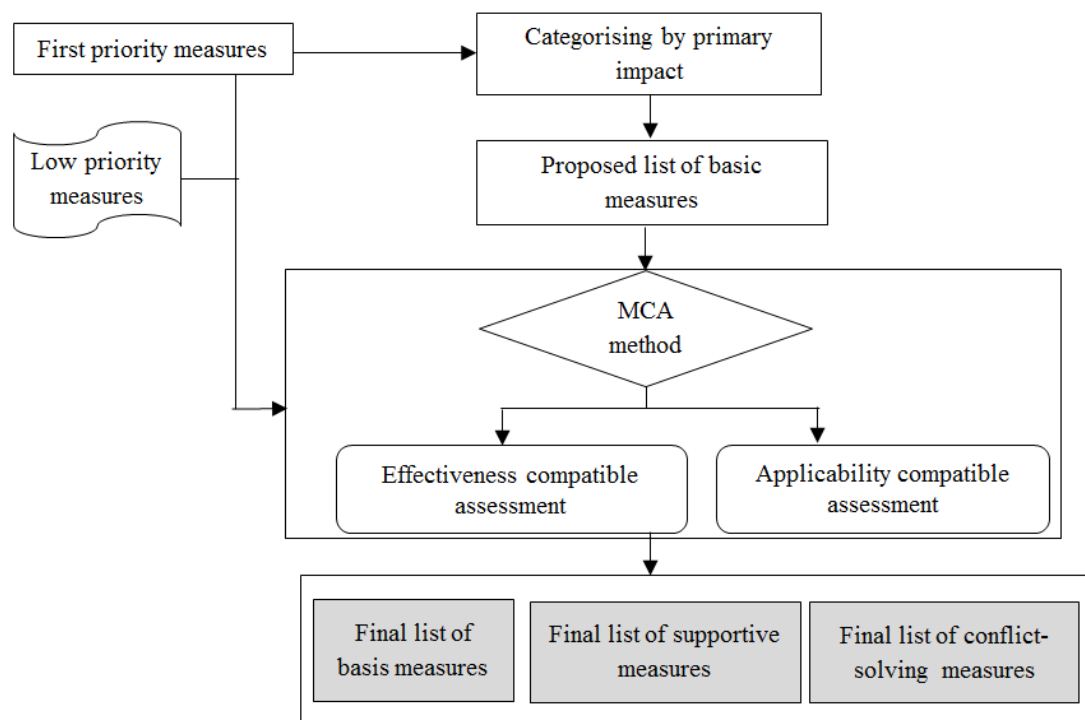 First priority measures
Categorising by primary
impact
Low priority
measures
Proposed list of basic
measures
MCA
method
Effectiveness compatible
assessment
Applicability compatible
assessment
Final list of
basis measures
Final list of supportive
measures
Final list of conflict-
solving measures